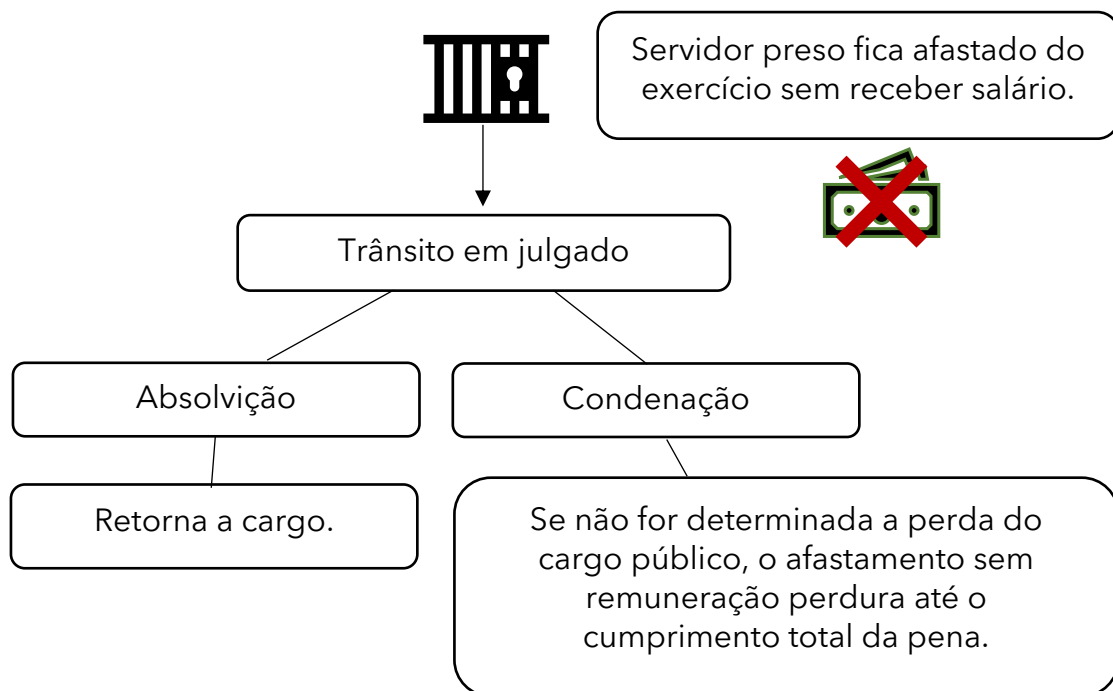 Servidor preso fica afastado do
exercício sem receber salário.
Trânsito em julgado
Absolvição
Condenação
Retorna a cargo.
Se não for determinada a perda do
cargo público, o afastamento sem
remuneração perdura até o
cumprimento total da pena.